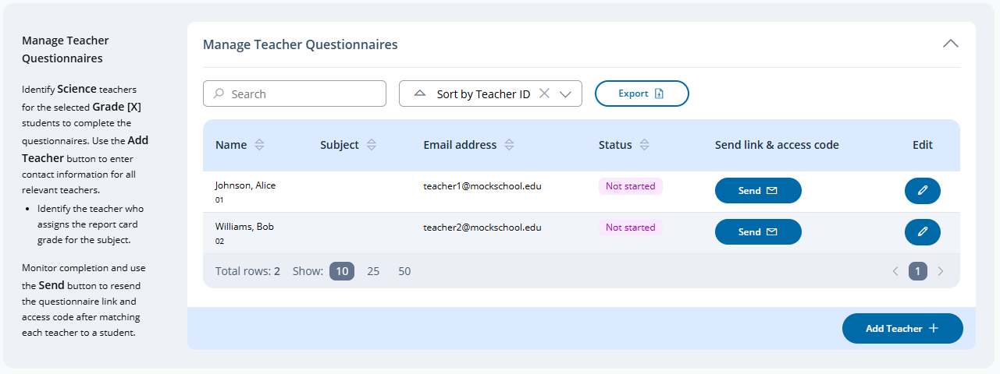 Manage Teacher
Questionnaires
Identify Science teachers
for the selected Grade [X]
students to complete the
questionnaires. Use the Add
Teacher button to enter
contact information for all
relevant teachers.
• Identify the teacher who
assigns the report card
grade for the subject.
Monitor completion and use
the Send button to resend
the questionnaire link and
access code after matching
each teacher to a student.
Manage Teacher Questionnaires
Search
Sort by Teacher ID
Export
Name Subject Email address Status Send link & access code Edit
Johnson, Alice teacher1@mockschool.edu Not started Send
01
Williams, Bob teacher2@mockschool.edu Not started Send
02
Total rows: 2 Show: 10 25 50 1
Add Teacher